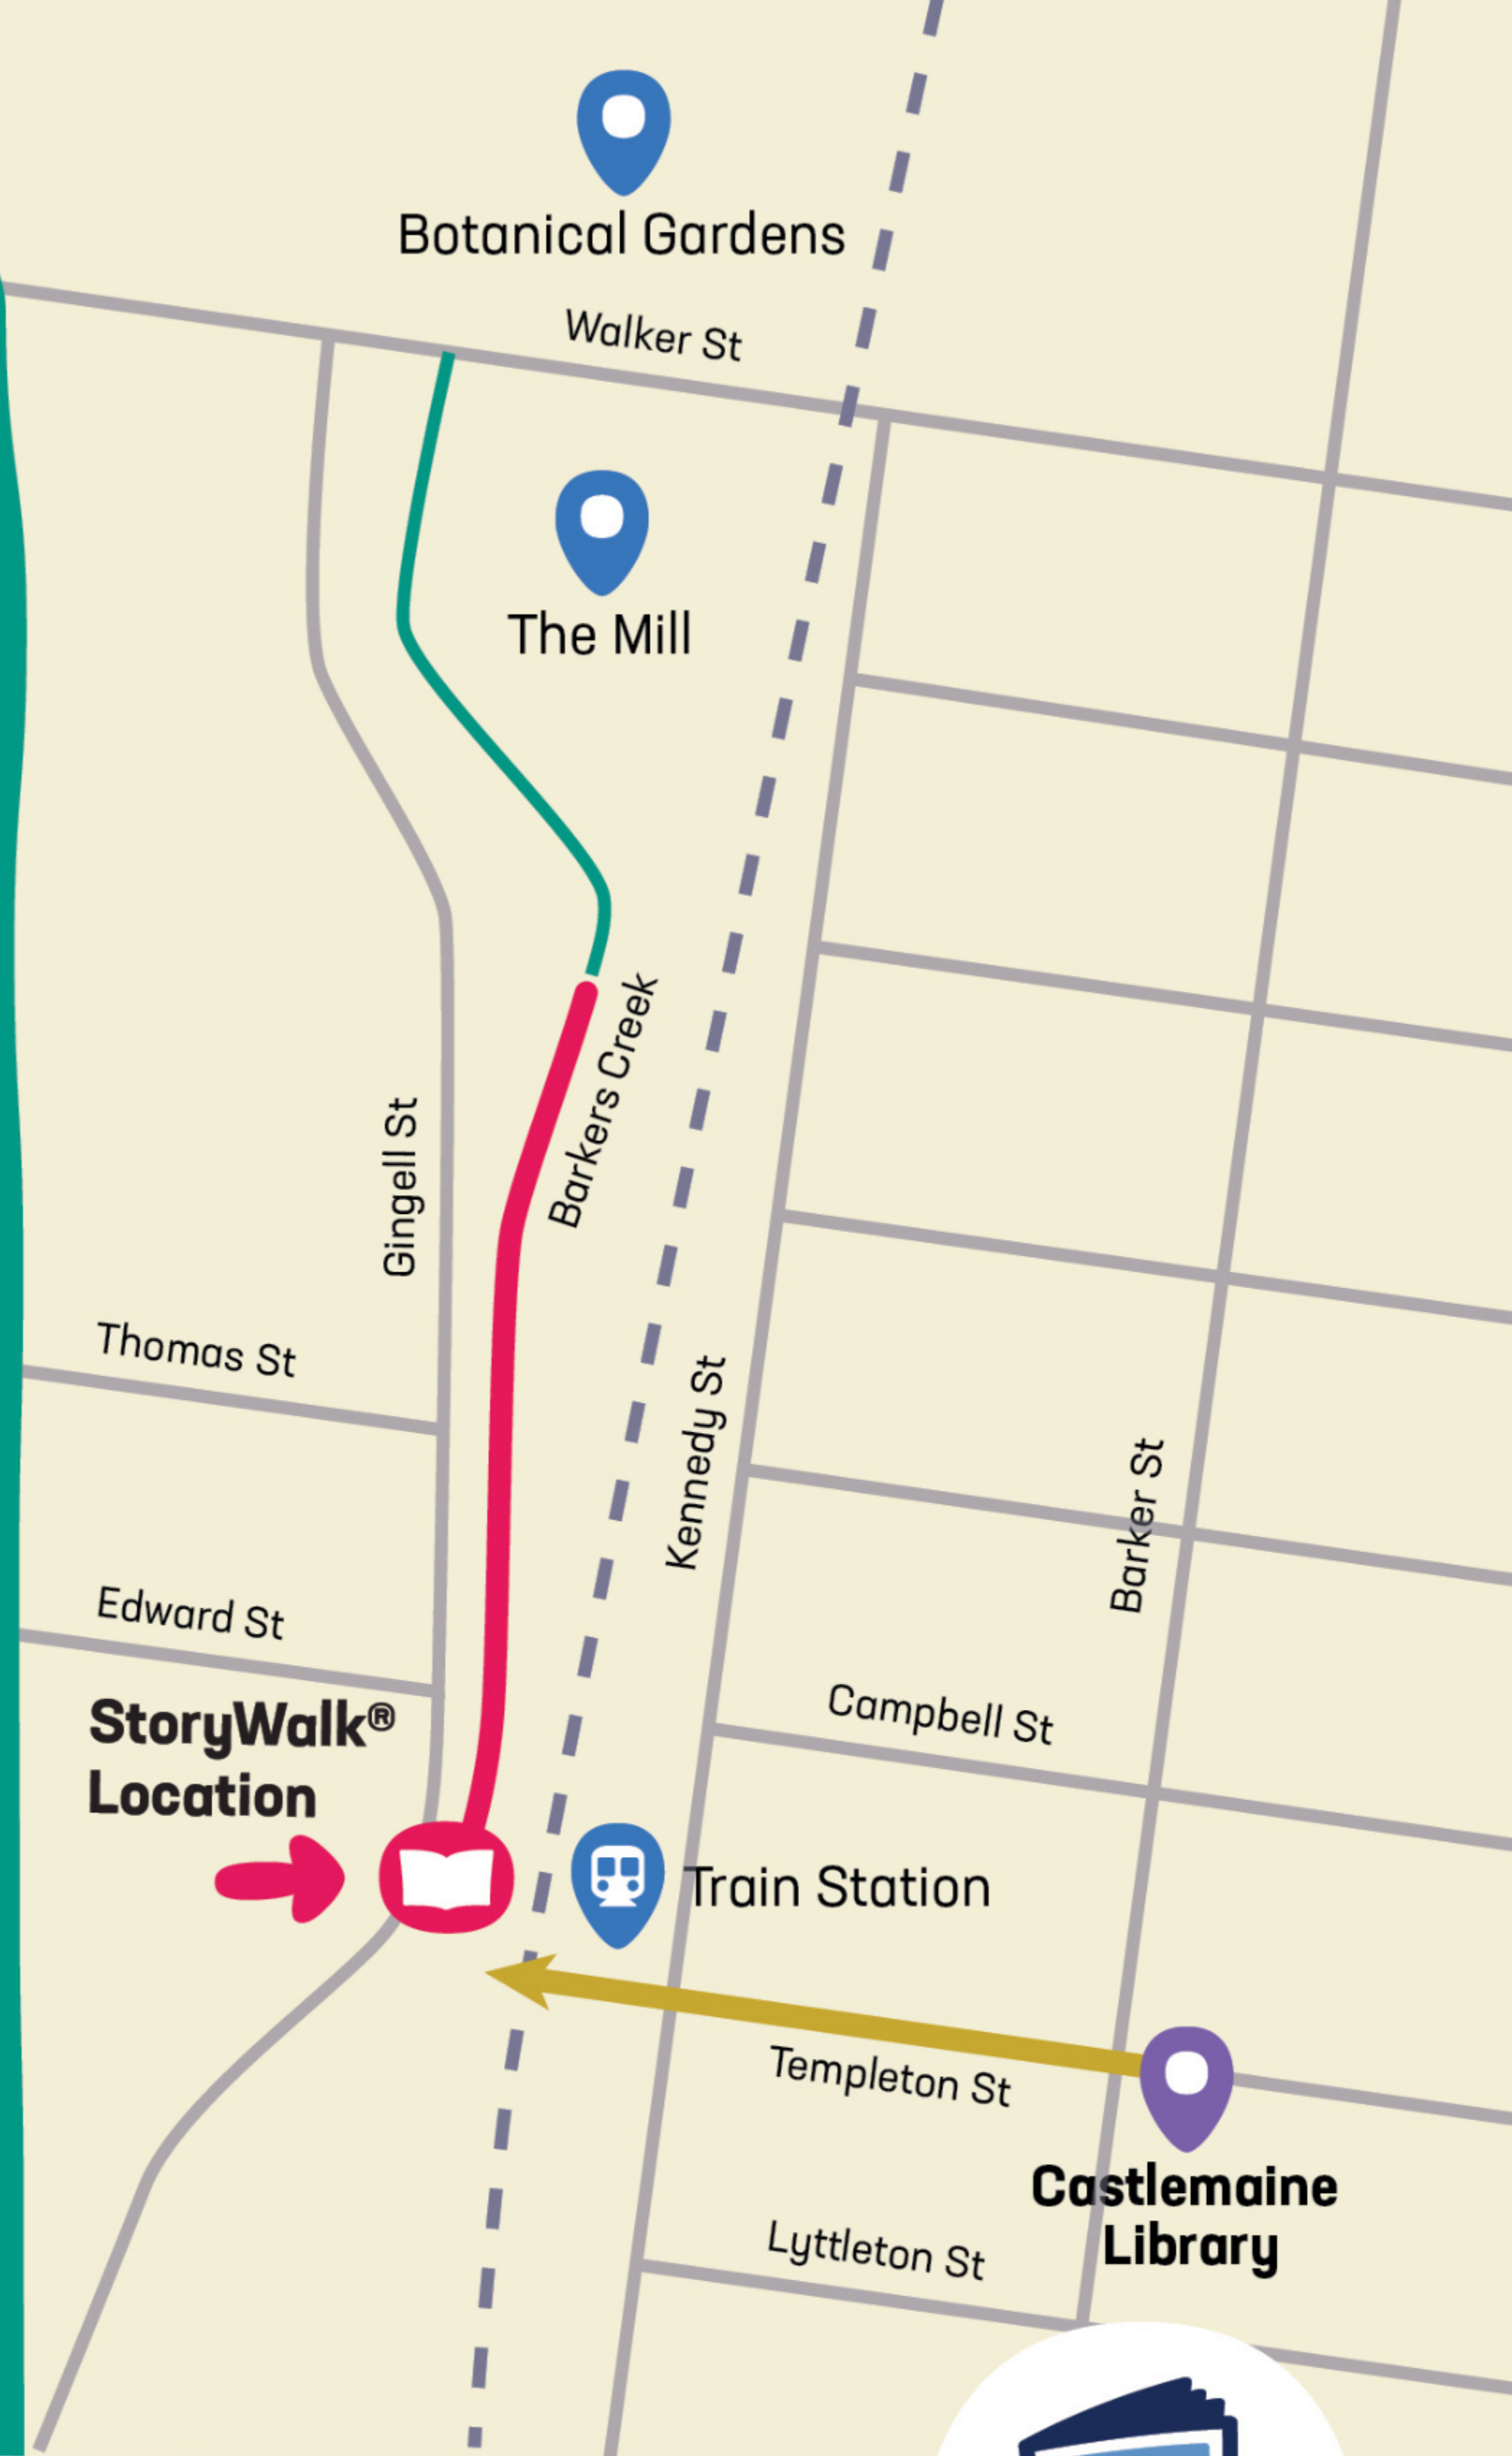 Botanical Gardens
Walker St
The Mill
Barkers Creek
Gingell St
Thomas St
Kennedy St
Barker St
Edward St
StoryWalk®
Location
Campbell St
Train Station
Templeton St
Castlemaine
Library
Lyttleton St